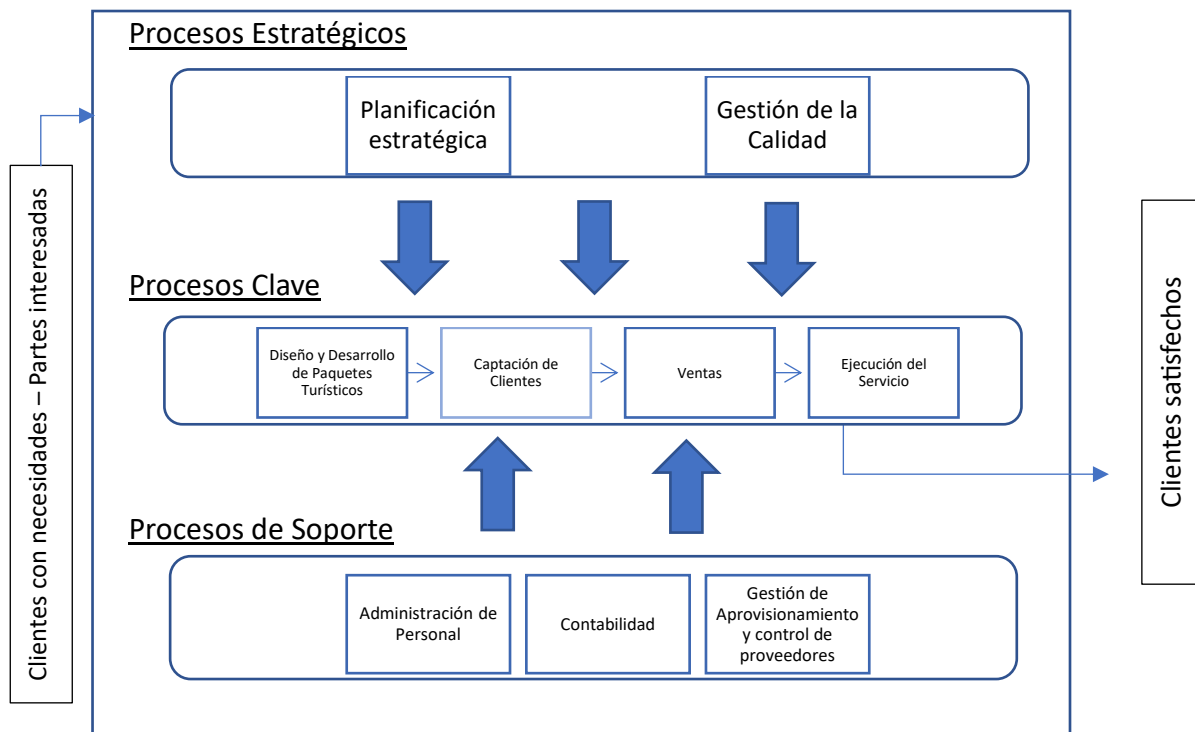 Procesos Estratégicos
Planificación
estratégica
Gestión de la
Calidad
Clientes con necesidades – Partes interesadas
Procesos Clave
Diseño y Desarrollo
de Paquetes
Turísticos
Captación de
Clientes
Ventas
Ejecución del
Servicio
Clientes satisfechos
Procesos de Soporte
Administración de
Personal
Contabilidad
Gestión de
Aprovisionamiento
y control de
proveedores